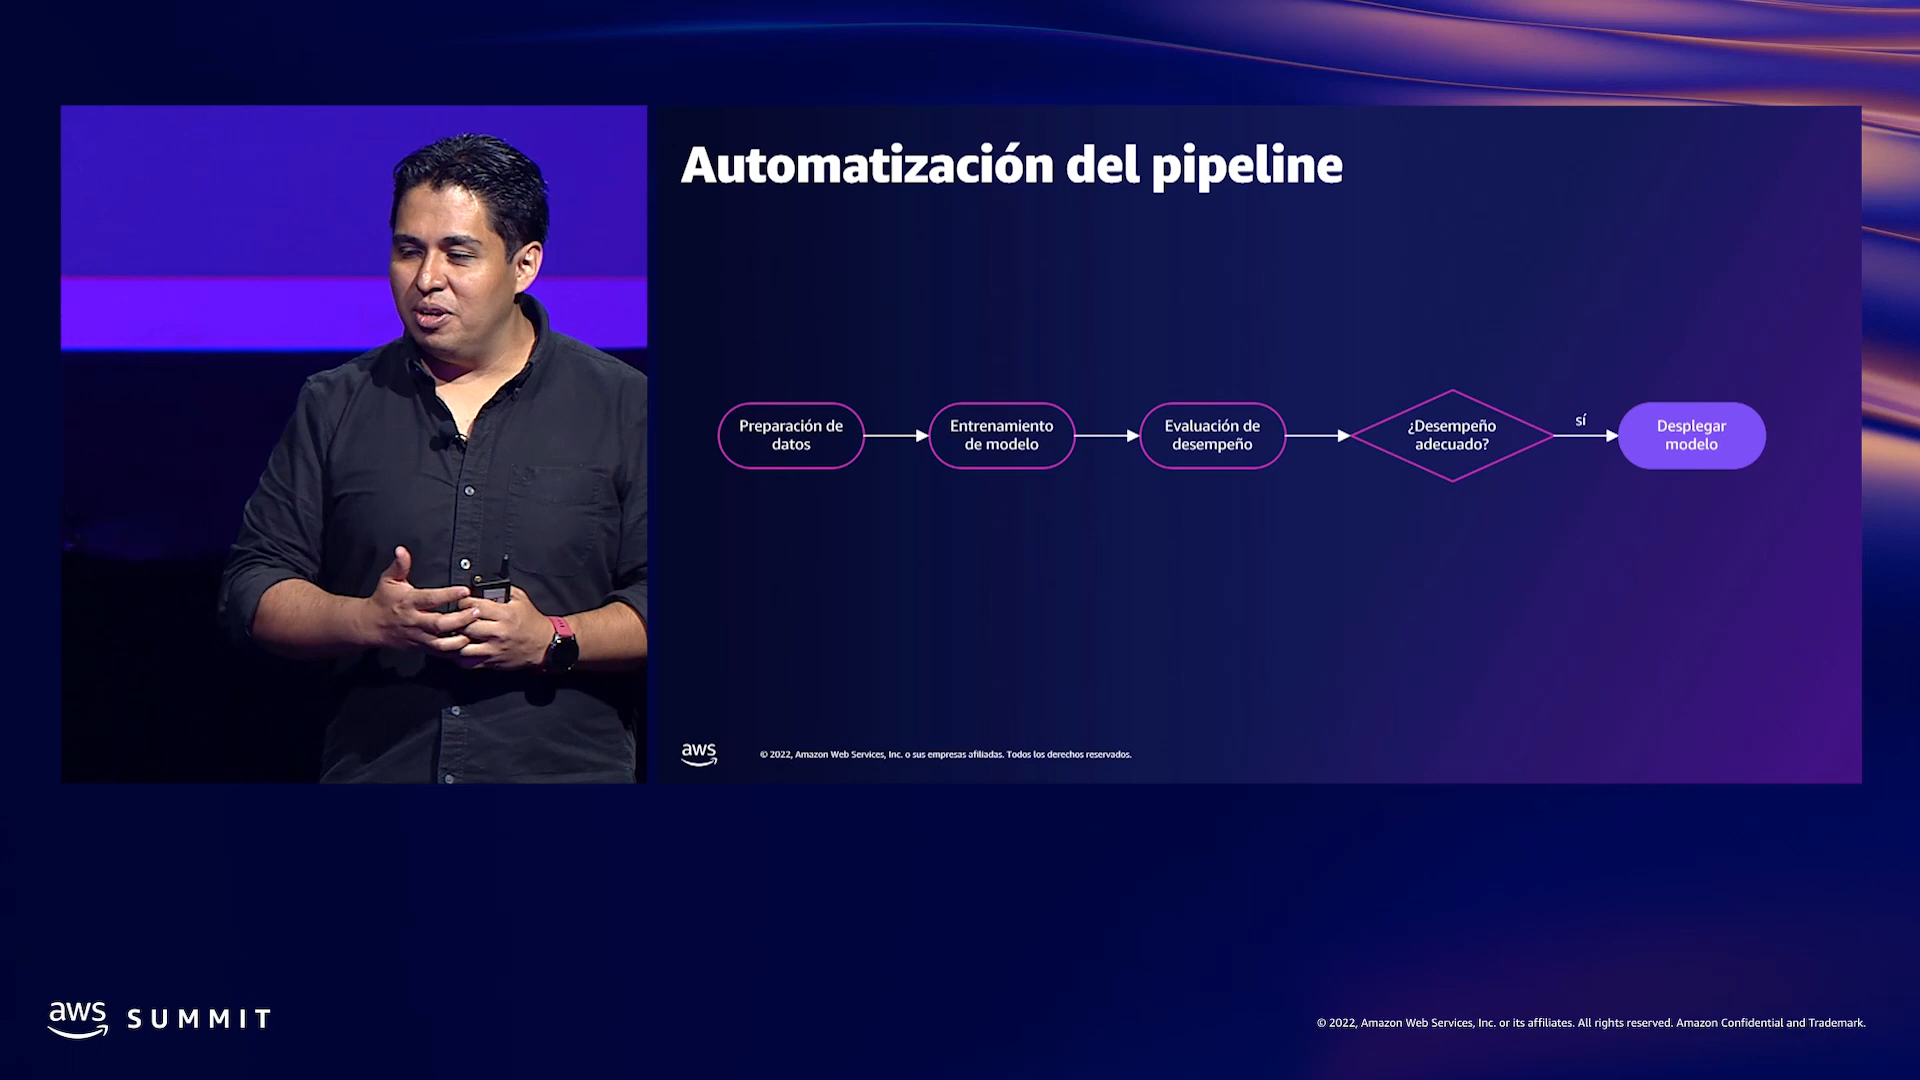 Automatización del pipeline
Preparación de
datos
Entrenamiento
de modelo
Evaluación de
desempeño
¿Desempeño
adecuado?
sí
Desplegar
modelo
aws
© 2022, Amazon Web Services, Inc. o sus empresas afiliadas. Todos los derechos reservados.
aws SUMMIT
© 2022, Amazon Web Services, Inc. or its affiliates. All rights reserved. Amazon Confidential and Trademark.